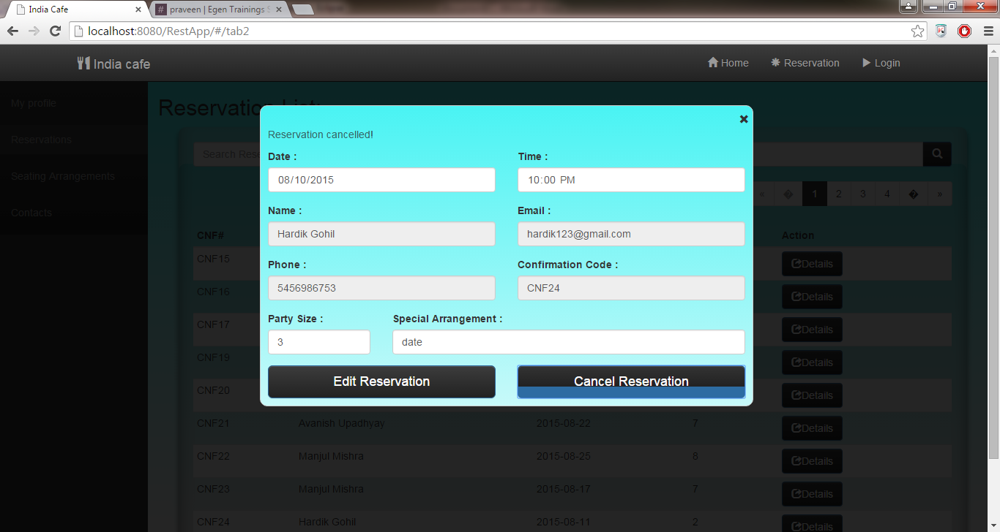 India Cafe
praveen | Egen Trainings
localhost:8080/RestApp/#/tab2
India cafe
Home
Reservation
Login
My profile
Reservations
Seating Arrangements
Contacts
Reservation List:
Search
« � 1 2 3 4 � »
Reservation cancelled!
Date :
Time :
08/10/2015
10:00 PM
Name :
Email :
Hardik Gohil
hardik123@gmail.com
Phone :
Confirmation Code :
5456986753
CNF24
Party Size :
Special Arrangement :
3
date
Edit Reservation
Cancel Reservation
CNF#
Action
CNF15
Details
CNF16
Details
CNF17
Details
CNF19
Details
CNF20
Details
CNF21 Avanish Upadhyay 2015-08-22 7 Details
CNF22 Manjul Mishra 2015-08-25 8 Details
CNF23 Manjul Mishra 2015-08-17 7 Details
CNF24 Hardik Gohil 2015-08-11 2 Details